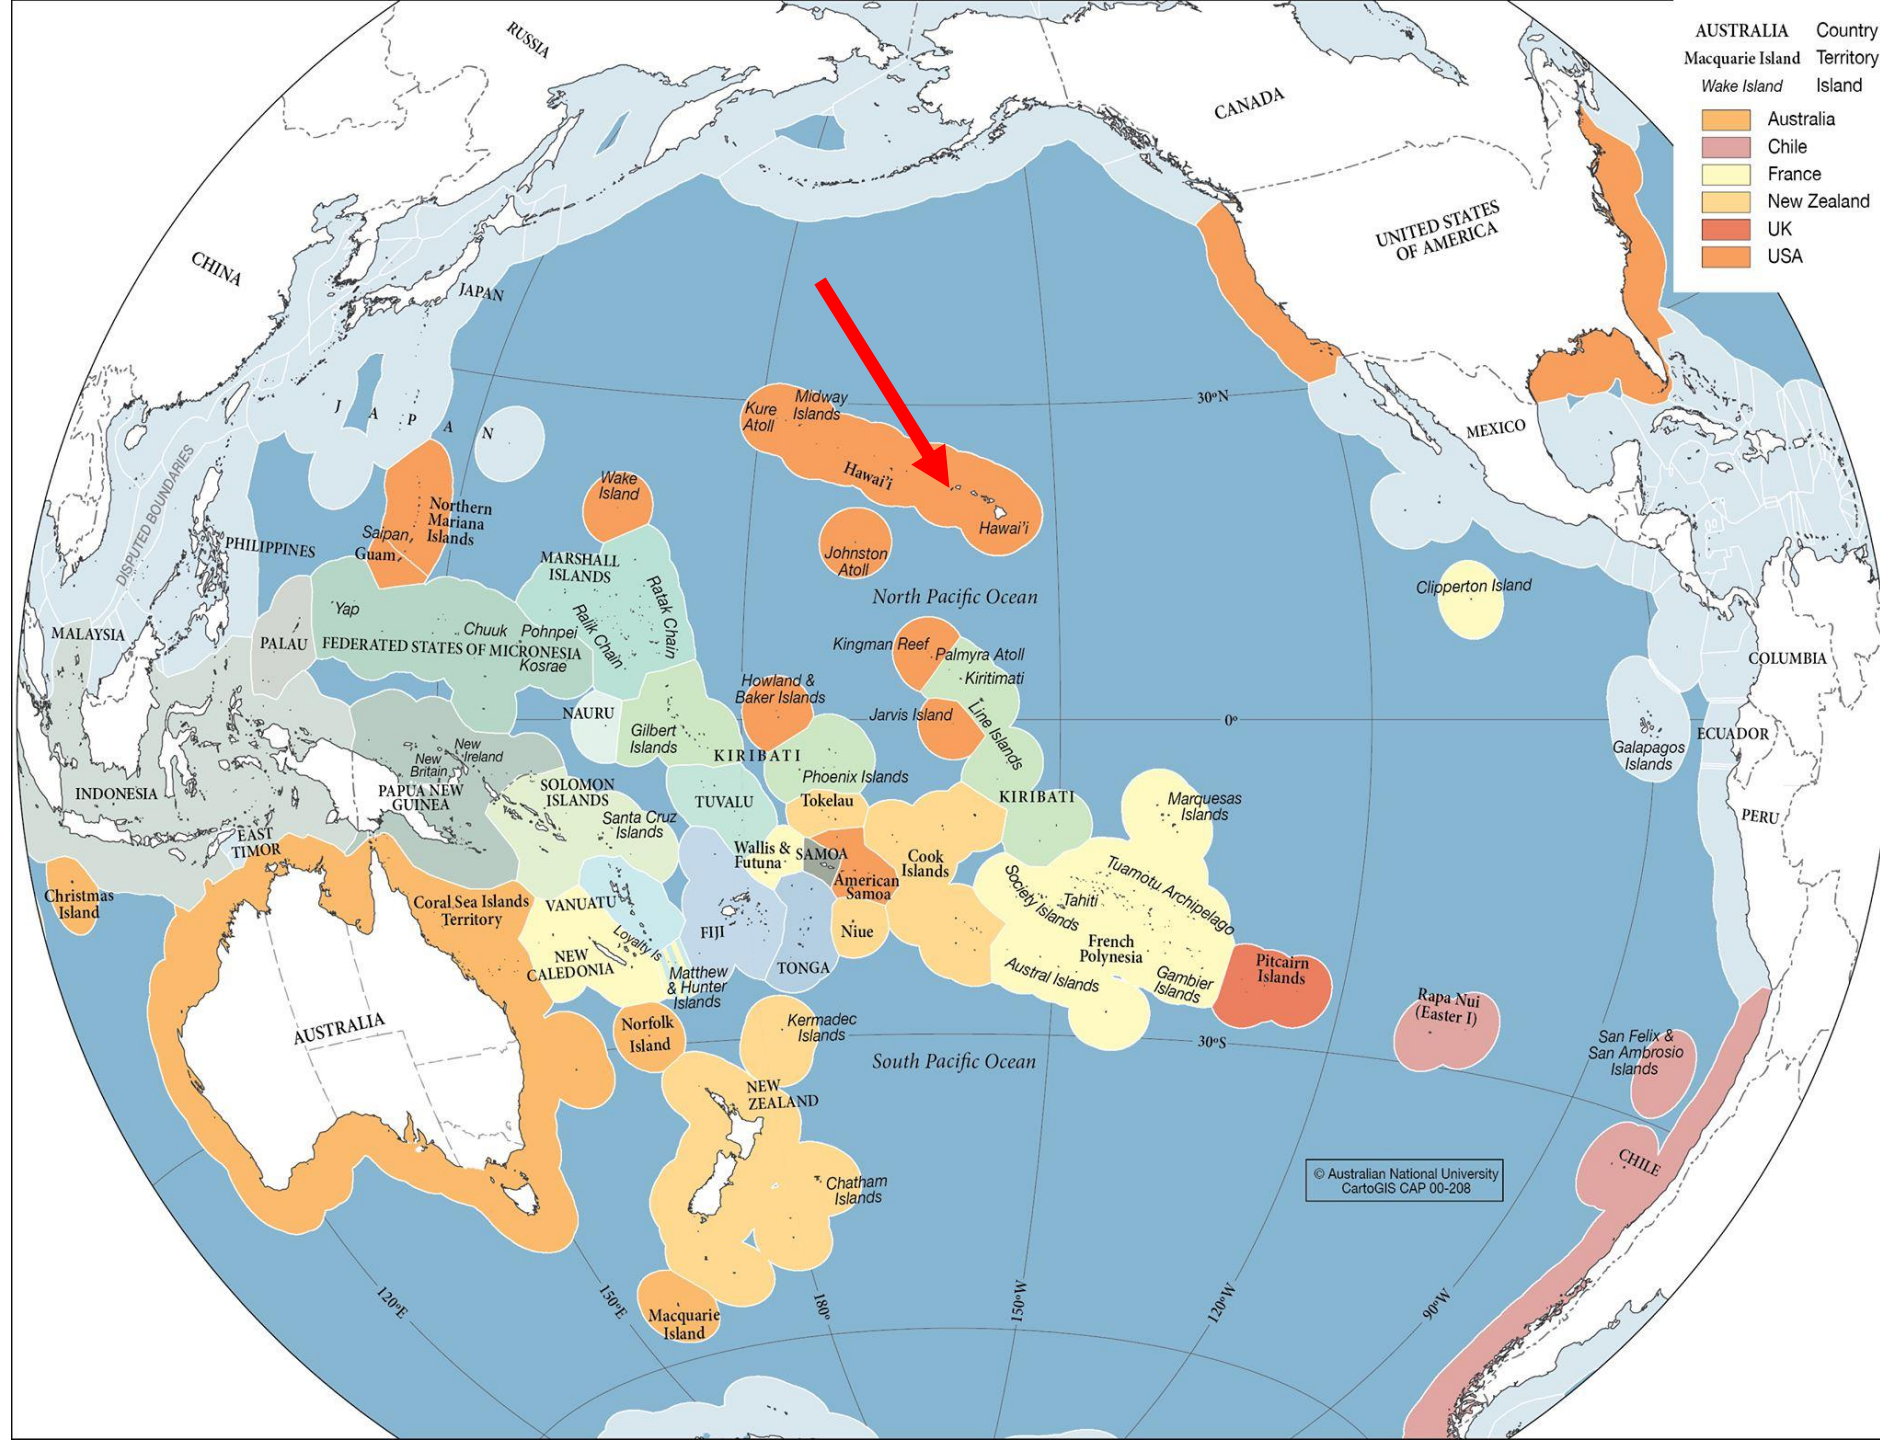 RUSSIA
CANADA
CHINA
UNITED STATES
OF AMERICA
JAPAN
AUSTRALIA Country
Macquarie Island Territory
Wake Island Island
Australia
Chile
France
New Zealand
UK
USA
30ºN
MEXICO
J A P A N
Kure
Atoll
Midway
Islands
Hawai'i
Hawai'i
Wake
Island
Johnston
Atoll
DISPUTED BOUNDARIES
PHILIPPINES
Northern
Mariana
Islands
Saipan
Guam
MARSHALL
ISLANDS
Ratak Chain
Ralik Chain
North Pacific Ocean
Clipperton Island
MALAYSIA
PALAU
Yap
Chuuk
Pohnpei
FEDERATED STATES OF MICRONESIA
Kosrae
Kingman Reef
Palmyra Atoll
Kiritimati
Howland &
Baker Islands
Jarvis Island
Line Islands
0º
COLUMBIA
ECUADOR
Galapagos
Islands
PERU
NAURU
Gilbert
Islands
KIRIBATI
Phoenix Islands
KIRIBATI
INDONESIA
New
Britain
New
Ireland
PAPUA NEW
GUINEA
SOLOMON
ISLANDS
Santa Cruz
Islands
TUVALU
Tokelau
EAST
TIMOR
Wallis &
Futuna
SAMOA
American
Samoa
Cook
Islands
Marquesas
Islands
Tuamotu Archipelago
Society Islands
Tahiti
French
Polynesia
Austral Islands
Gambier
Islands
Pitcairn
Islands
Christmas
Island
Coral Sea Islands
Territory
VANUATU
Loyalty Is
NEW
CALEDONIA
Matthew
& Hunter
Islands
FIJI
TONGA
Niue
Rapa Nui
(Easter I)
San Felix &
San Ambrosio
Islands
AUSTRALIA
Norfolk
Island
Kermadec
Islands
30ºS
South Pacific Ocean
NEW
ZEALAND
Chatham
Islands
CHILE
© Australian National University
CartoGIS CAP 00-208
Macquarie
Island
120ºE
150ºE
180º
150ºW
120ºW
90ºW